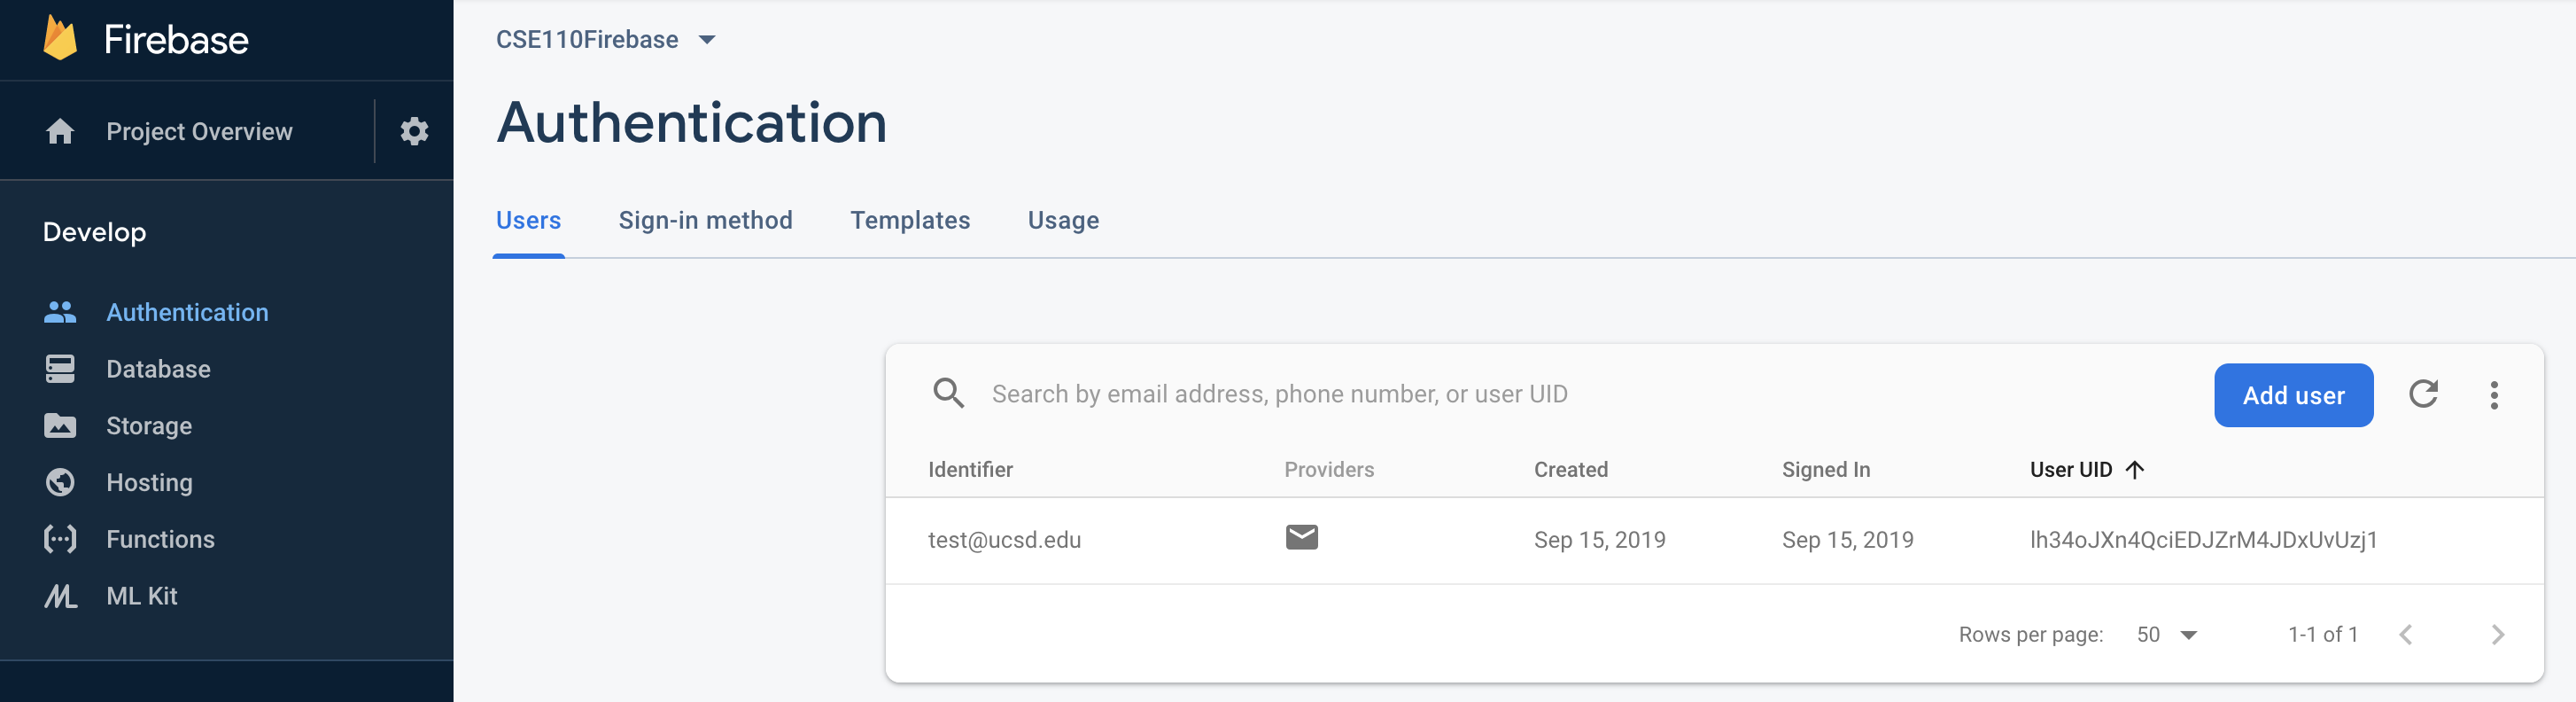 Firebase
Project Overview
Develop
Authentication
Database
Storage
Hosting
Functions
ML Kit
CSE110Firebase
Authentication
Users Sign-in method Templates Usage
Search by email address, phone number, or user UID Add user
Identifier Providers Created Signed In User UID
test@ucsd.edu Sep 15, 2019 Sep 15, 2019 lh34oJXn4QciEDJZrM4JDxUvUzj1
Rows per page: 50 1-1 of 1